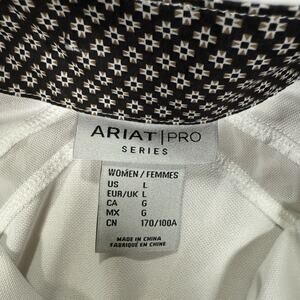 ARIAT | PRO
SERIES
WOMEN / FEMMES
US L
EUR/UK L
CA G
MX G
CN 170/100A
MADE IN CHINA
FABRIQUÉ EN CHINE